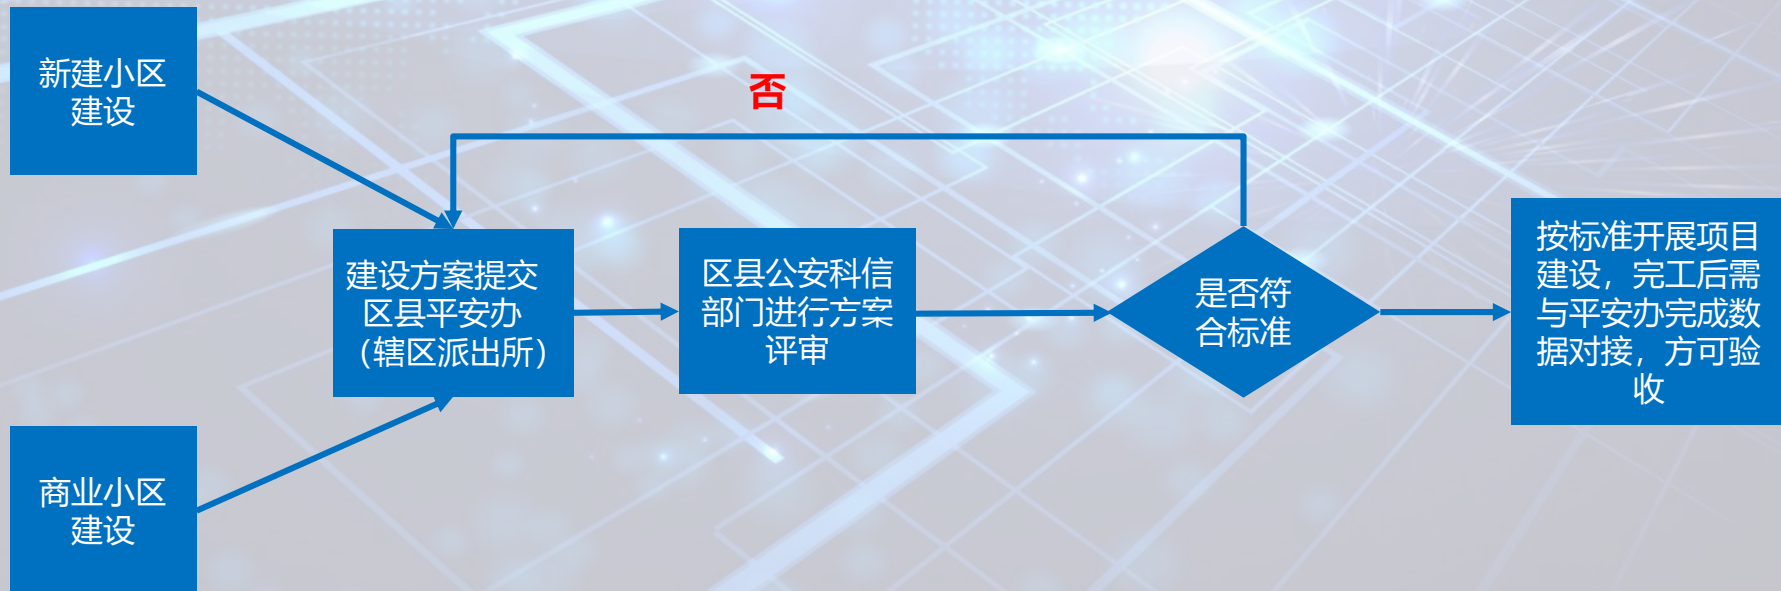 新建小区
建设
否
建设方案提交
区县平安办
（辖区派出所）
区县公安科信
部门进行方案
评审
是否符
合标准
按标准开展项目
建设，完工后需
与平安办完成数
据对接，方可验
收
商业小区
建设